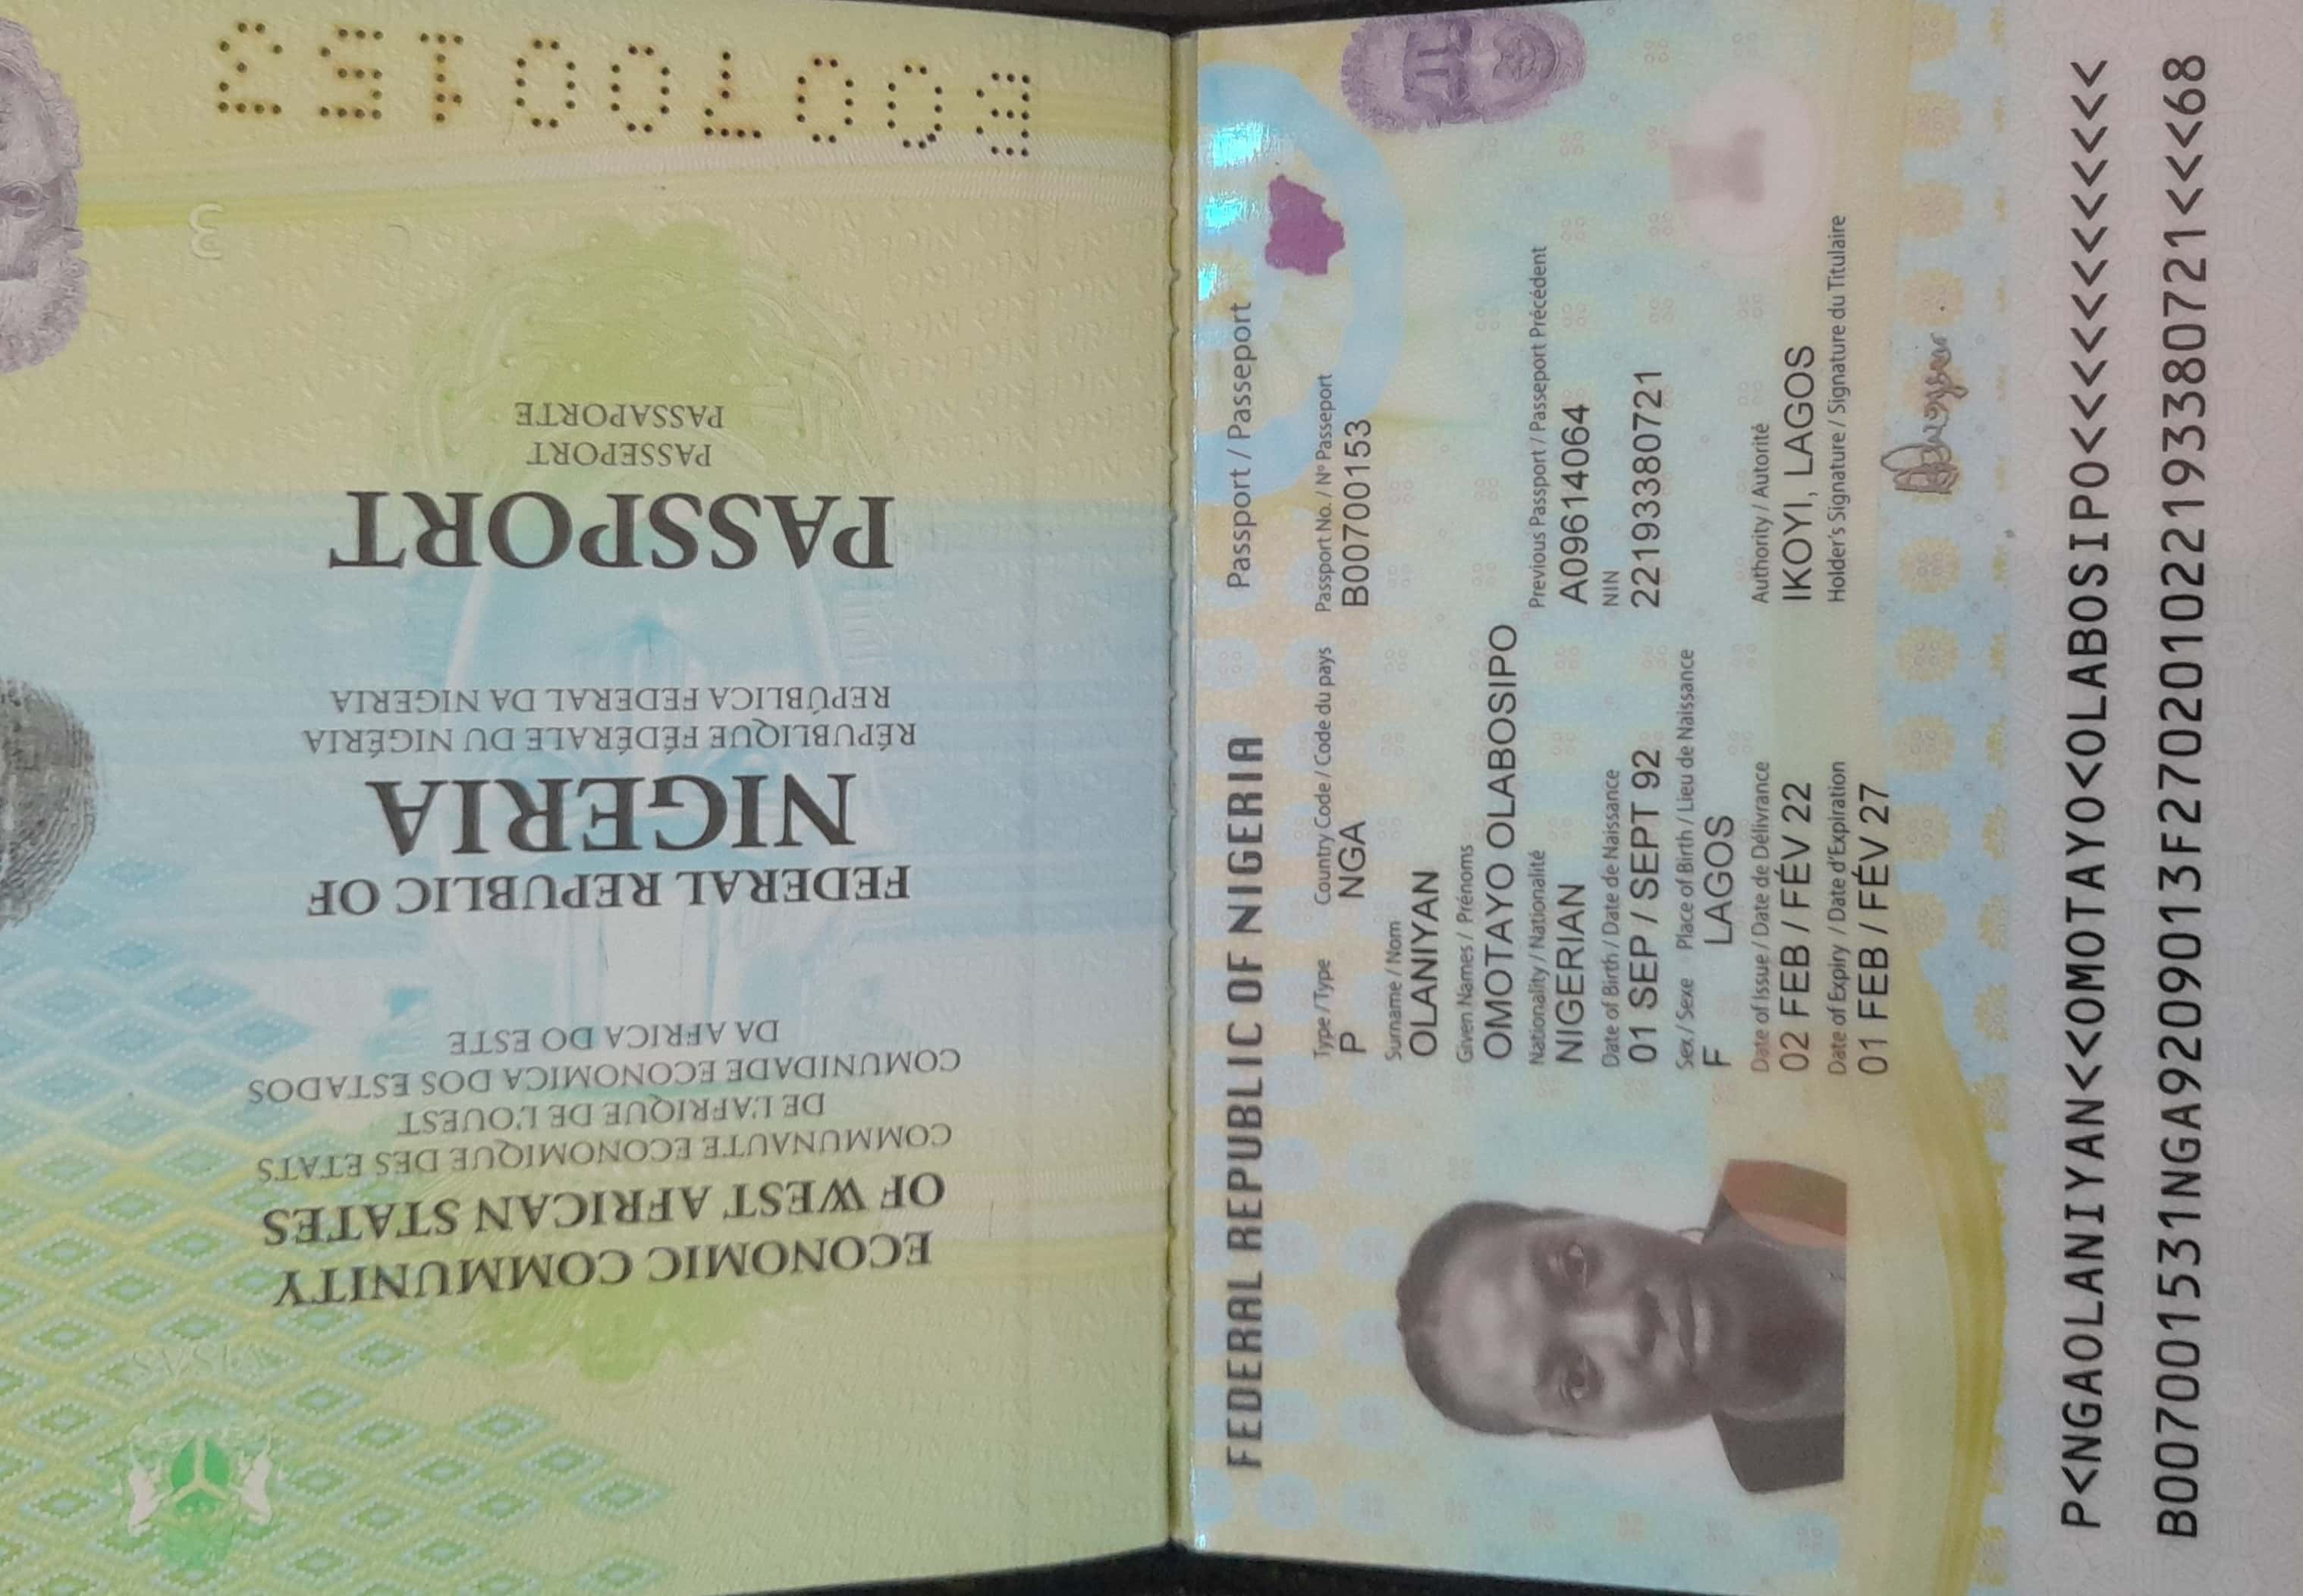 B00700153
3
ECONOMIC COMMUNITY
OF WEST AFRICAN STATES
COMMUNAUTE ECONOMIQUE DES ETATS
DE L'AFRIQUE DE L'OUEST
COMUNIDADE ECONOMICA DOS ESTADOS
DA AFRICA DO ESTE
FEDERAL REPUBLIC OF
NIGERIA
RÉPUBLIQUE FÉDÉRALE DU NIGÉRIA
REPÚBLICA FEDERAL DA NIGERIA
PASSPORT
PASSEPORT
PASSAPORTE
FEDERAL REPUBLIC OF NIGERIA Passport / Passeport
Type / Type Country Code / Code du pays Passport No. / N° Passeport
P NGA B00700153
Surname / Nom
OLANIYAN
Given Names / Prénoms
OMOTAYO OLABOSIPO
Nationality / Nationalité Previous Passport / Passeport Précédent
NIGERIAN A09614064
Date of Birth / Date de Naissance NIN
01 SEP / SEPT 92 22193380721
Sex / Sexe Place of Birth / Lieu de Naissance
F LAGOS
Date of Issue / Date de Délivrance Authority / Autorité
02 FEB / FÉV 22 IKOYI, LAGOS
Date of Expiry / Date d'Expiration Holder's Signature / Signature du Titulaire
01 FEB / FÉV 27
P<NGAOLANIYAN<<OMOTAYO<OLABOSIPO<<<<<<<<<<<<
B007001531NGA9209013F270201022193380721<<<68